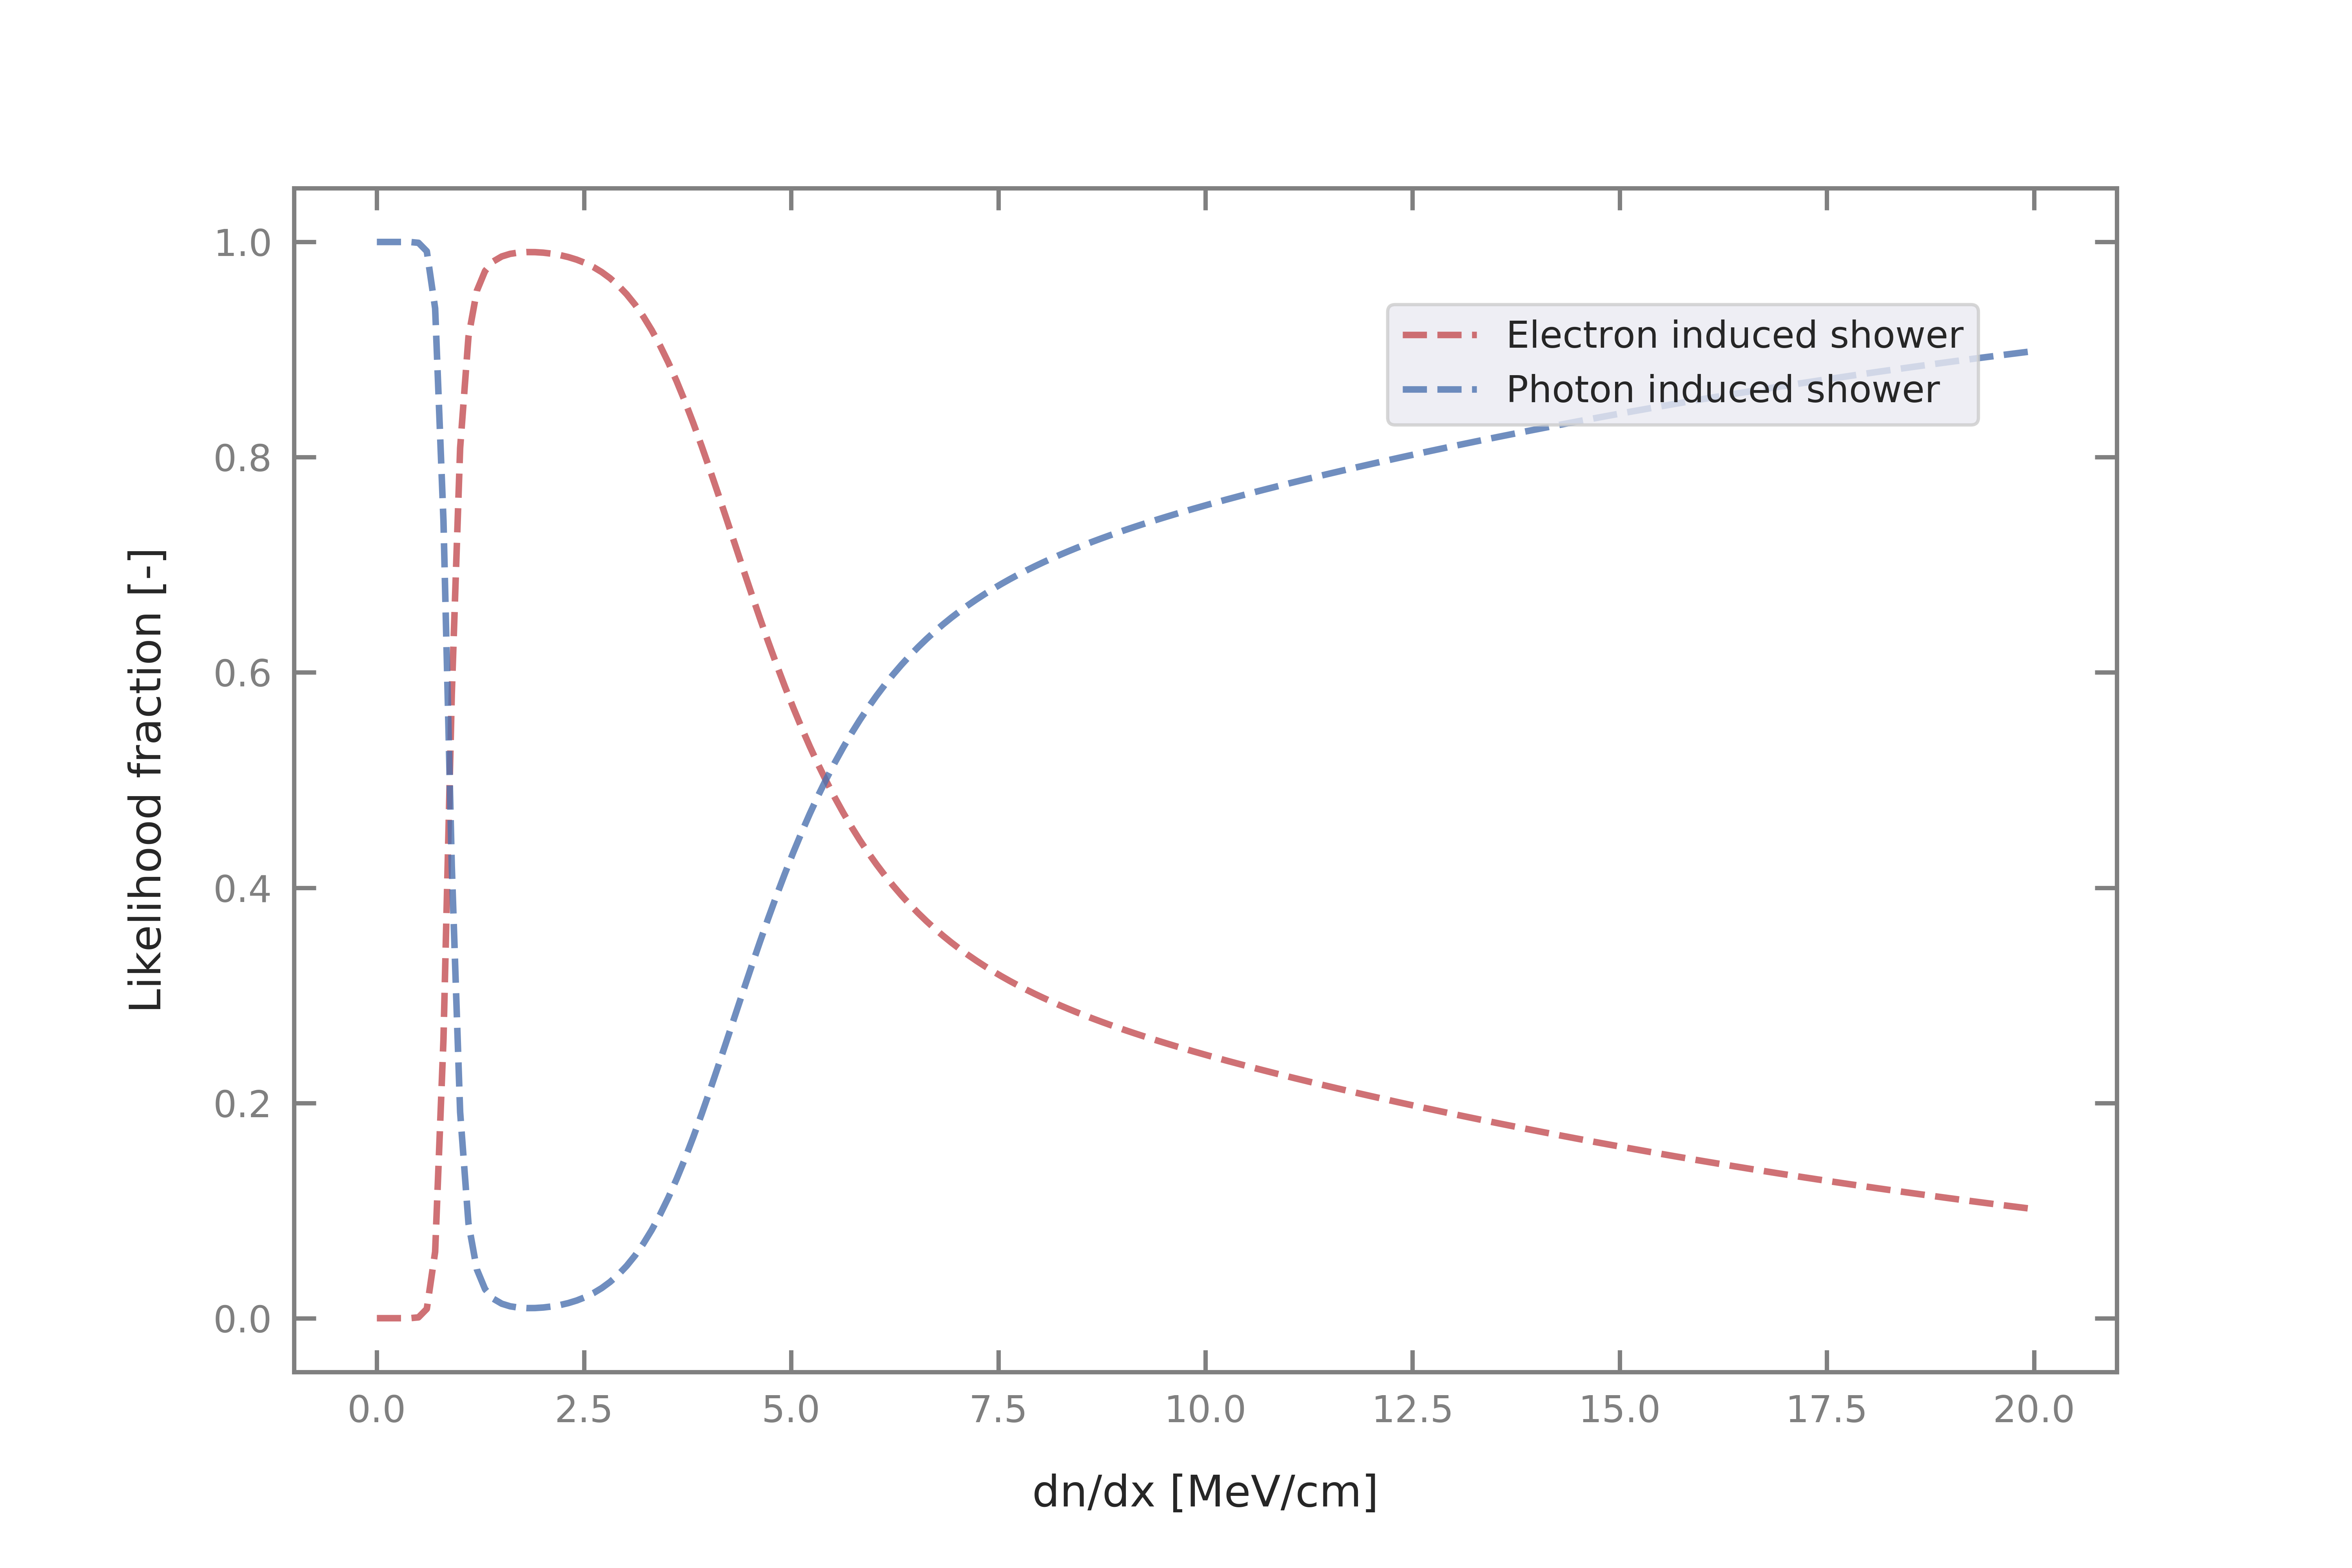 Electron induced shower
Photon induced shower
Likelihood fraction [-]
1.0
0.8
0.6
0.4
0.2
0.0
0.0 2.5 5.0 7.5 10.0 12.5 15.0 17.5 20.0
dn/dx [MeV/cm]